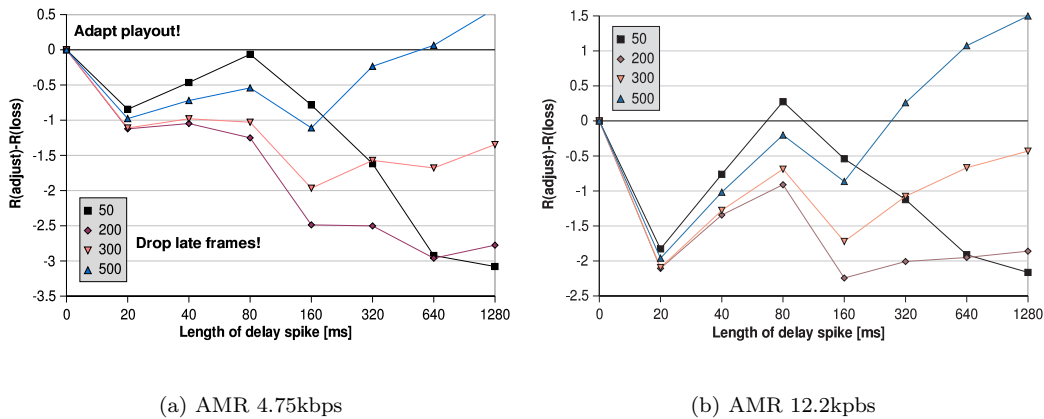 0.5
0
-0.5
-1
-1.5
-2
-2.5
-3
-3.5
R(adjust)-R(loss)
Adapt playout!
Drop late frames!
50
200
300
500
0 20 40 80 160 320 640 1280
Length of delay spike [ms]
(a) AMR 4.75kbps
1.5
1
0.5
0
-0.5
-1
-1.5
-2
-2.5
R(adjust)-R(loss)
50
200
300
500
0 20 40 80 160 320 640 1280
Length of delay spike [ms]
(b) AMR 12.2kpbs